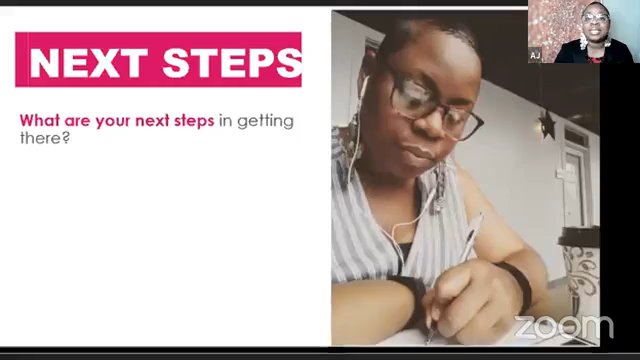 NEXT STEPS
What are your next steps in getting
there?
AJ
zoom